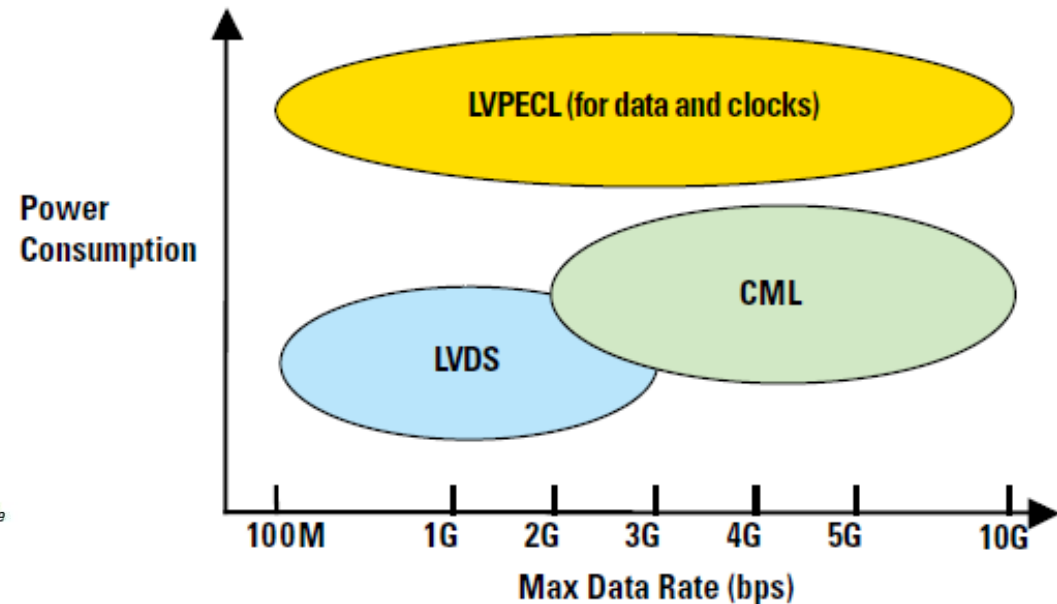 LVPECL (for data and clocks)
Power
Consumption
CML
LVDS
100M 1G 2G 3G 4G 5G 10G
Max Data Rate (bps)